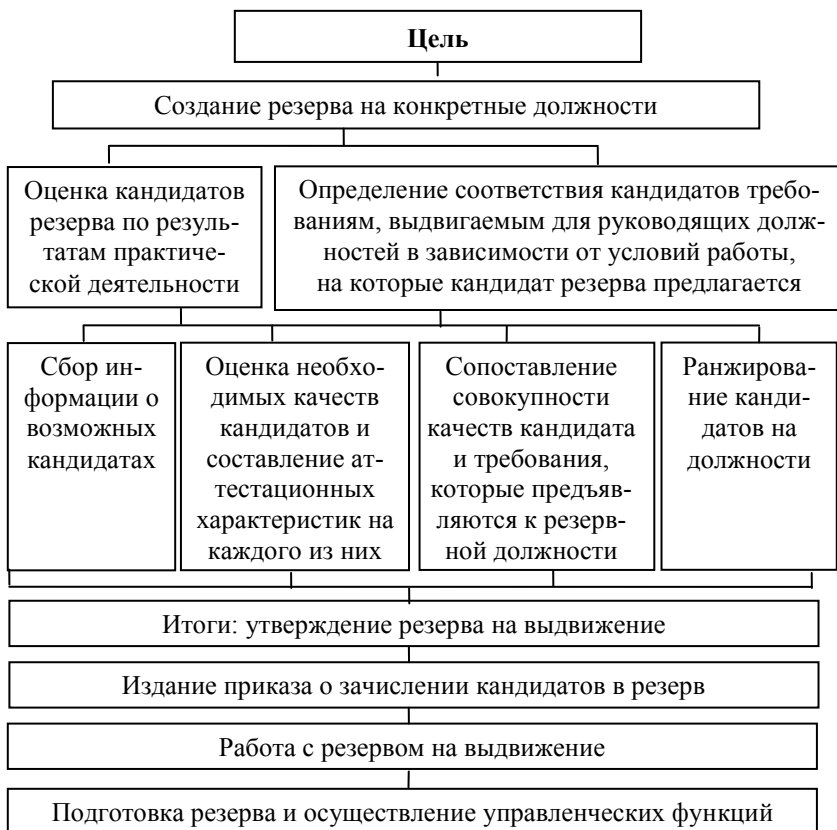 Цель
Создание резерва на конкретные должности
Оценка кандидатов
резерва по резуль-
татам практиче-
ской деятельности
Определение соответствия кандидатов требо-
ваниям, выдвигаемым для руководящих долж-
ностей в зависимости от условий работы,
на которые кандидат резерва предлагается
Сбор ин-
формации о
возможных
кандидатах
Оценка необхо-
димых качеств
кандидатов и
составление ат-
тестационных
характеристик на
каждого из них
Сопоставление
совокупности
качеств кандидата
и требования,
которые предъяв-
ляются к резерв-
ной должности
Ранжирова-
ние канди-
датов на
должности
Итоги: утверждение резерва на выдвижение
Издание приказа о зачислении кандидатов в резерв
Работа с резервом на выдвижение
Подготовка резерва и осуществление управленческих функций